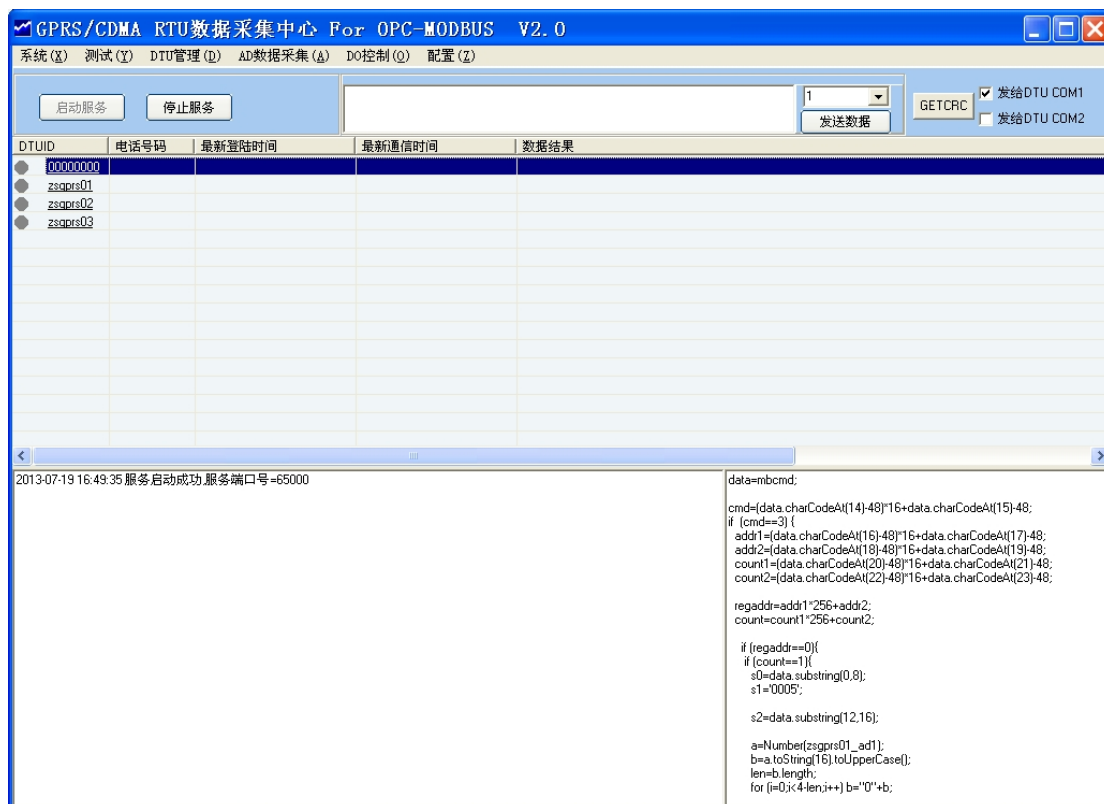 GPRS/CDMA RTU数据采集中心 For OPC-MODBUS V2.0
系统(X) 测试(Y) DTU管理(D) AD数据采集(A) DO控制(O) 配置(Z)
启动服务 停止服务 1 发送数据 GETCRC
发给DTU COM1
发给DTU COM2
DTUID 电话号码 最新登陆时间 最新通信时间 数据结果
00000000
zsgprs01
zsgprs02
zsgprs03
2013-07-19 16:49:35 服务启动成功,服务端口号=65000
data=mbcmd;
cmd=(data.charCodeAt(14)-48)*16+data.charCodeAt(15)-48;
if (cmd==3) {
addr1=(data.charCodeAt(16)-48)*16+data.charCodeAt(17)-48;
addr2=(data.charCodeAt(18)-48)*16+data.charCodeAt(19)-48;
count1=(data.charCodeAt(20)-48)*16+data.charCodeAt(21)-48;
count2=(data.charCodeAt(22)-48)*16+data.charCodeAt(23)-48;
regaddr=addr1*256+addr2;
count=count1*256+count2;
if (regaddr==0){
if (count==1){
s0=data.substring(0,8);
s1='0005';
s2=data.substring(12,16);
a=Number(zsgprs01_ad1);
b=a.toString(16).toUpperCase();
len=b.length;
for (i=0;i<4-len;i++) b="0"+b;